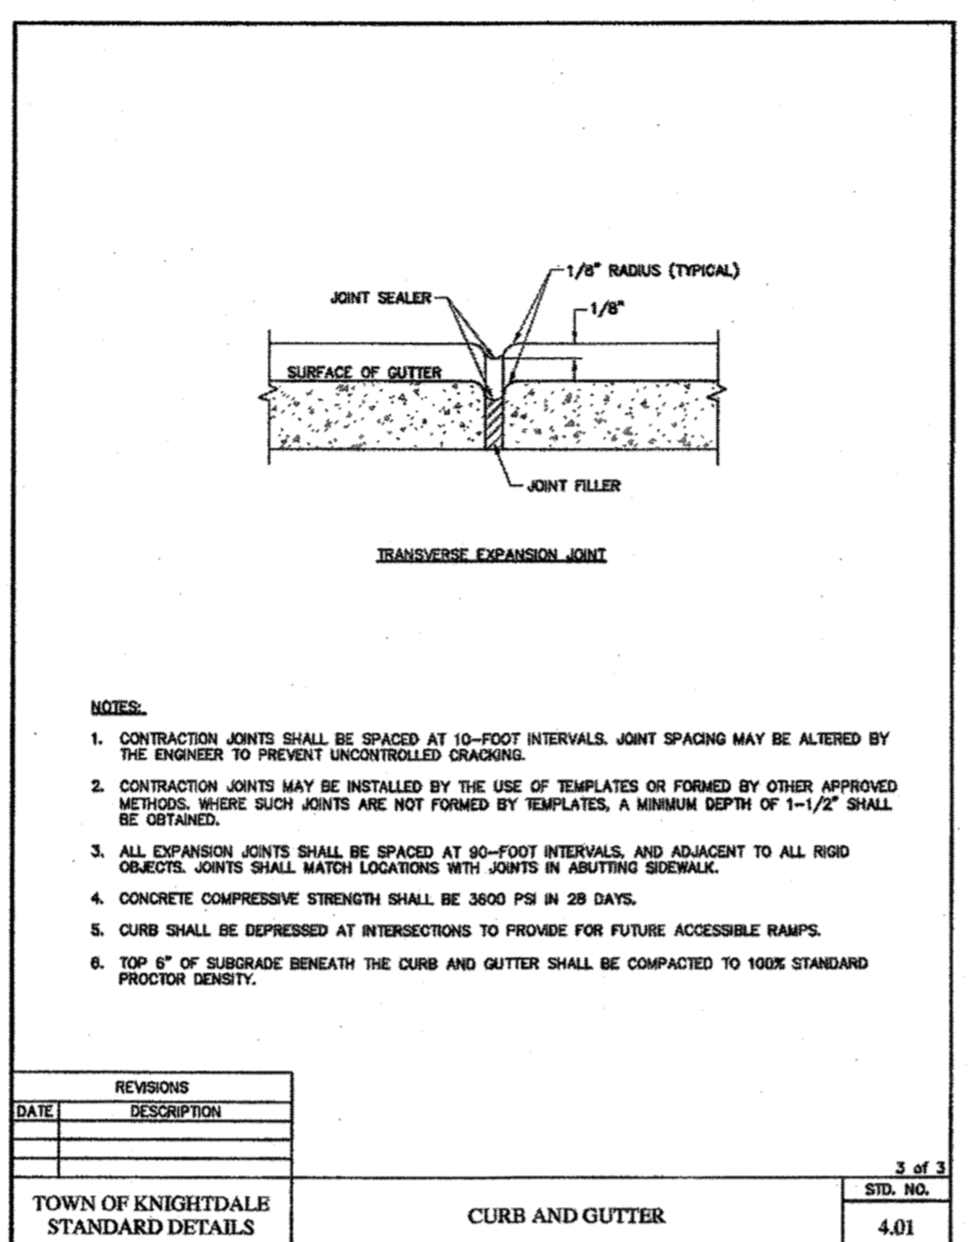 1/8" RADIUS (TYPICAL)
JOINT SEALER
1/8"
SURFACE OF GUTTER
JOINT FILLER
TRANSVERSE EXPANSION JOINT
NOTES:
1. CONTRACTION JOINTS SHALL BE SPACED AT 10-FOOT INTERVALS. JOINT SPACING MAY BE ALTERED BY
THE ENGINEER TO PREVENT UNCONTROLLED CRACKING.
2. CONTRACTION JOINTS MAY BE INSTALLED BY THE USE OF TEMPLATES OR FORMED BY OTHER APPROVED
METHODS. WHERE SUCH JOINTS ARE NOT FORMED BY TEMPLATES, A MINIMUM DEPTH OF 1-1/2" SHALL
BE OBTAINED.
3. ALL EXPANSION JOINTS SHALL BE SPACED AT 90-FOOT INTERVALS, AND ADJACENT TO ALL RIGID
OBJECTS. JOINTS SHALL MATCH LOCATIONS WITH JOINTS IN ABUTTING SIDEWALK.
4. CONCRETE COMPRESSIVE STRENGTH SHALL BE 3600 PSI IN 28 DAYS.
5. CURB SHALL BE DEPRESSED AT INTERSECTIONS TO PROVIDE FOR FUTURE ACCESSIBLE RAMPS.
6. TOP 6" OF SUBGRADE BENEATH THE CURB AND GUTTER SHALL BE COMPACTED TO 100% STANDARD
PROCTOR DENSITY.
REVISIONS
DATE DESCRIPTION
3 of 3
TOWN OF KNIGHTDALE
STANDARD DETAILS
CURB AND GUTTER
STD. NO.
4.01